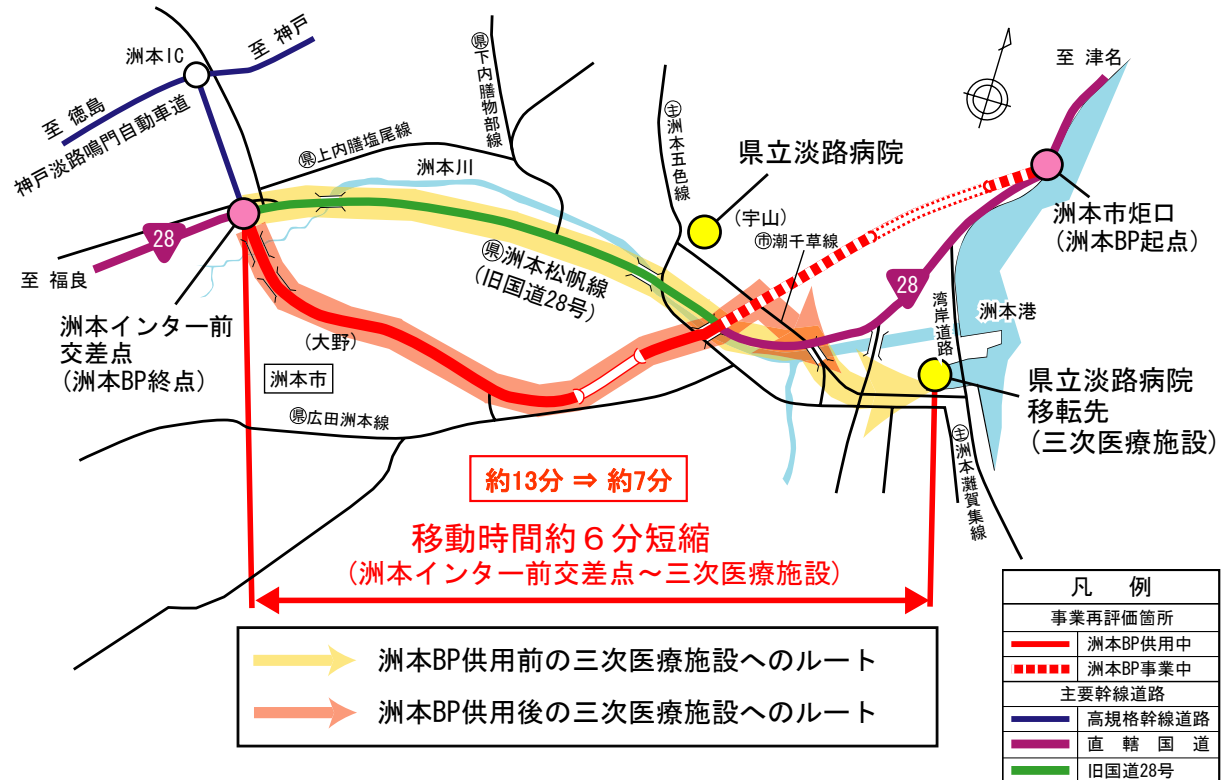 洲本IC
至 神戸
至 徳島
神戸淡路鳴門自動車道
㊩下内膳物部線
㊩上内膳塩尾線
洲本川
㊟洲本五色線
県立淡路病院
(宇山)
㊞潮千草線
至 津名
洲本市炬口
(洲本BP起点)
28
至 福良
洲本インター前
交差点
(洲本BP終点)
(県)洲本松帆線
(旧国道28号)
(大野)
洲本市
(県)広田洲本線
28
湾岸道路
洲本港
県立淡路病院
移転先
(三次医療施設)
(主)洲本灘賀集線
約13分 ⇒ 約7分
移動時間約6分短縮
(洲本インター前交差点~三次医療施設)
洲本BP供用前の三次医療施設へのルート
洲本BP供用後の三次医療施設へのルート
凡 例
事業再評価箇所
洲本BP供用中
洲本BP事業中
主要幹線道路
高規格幹線道路
直 轄 国 道
旧国道28号